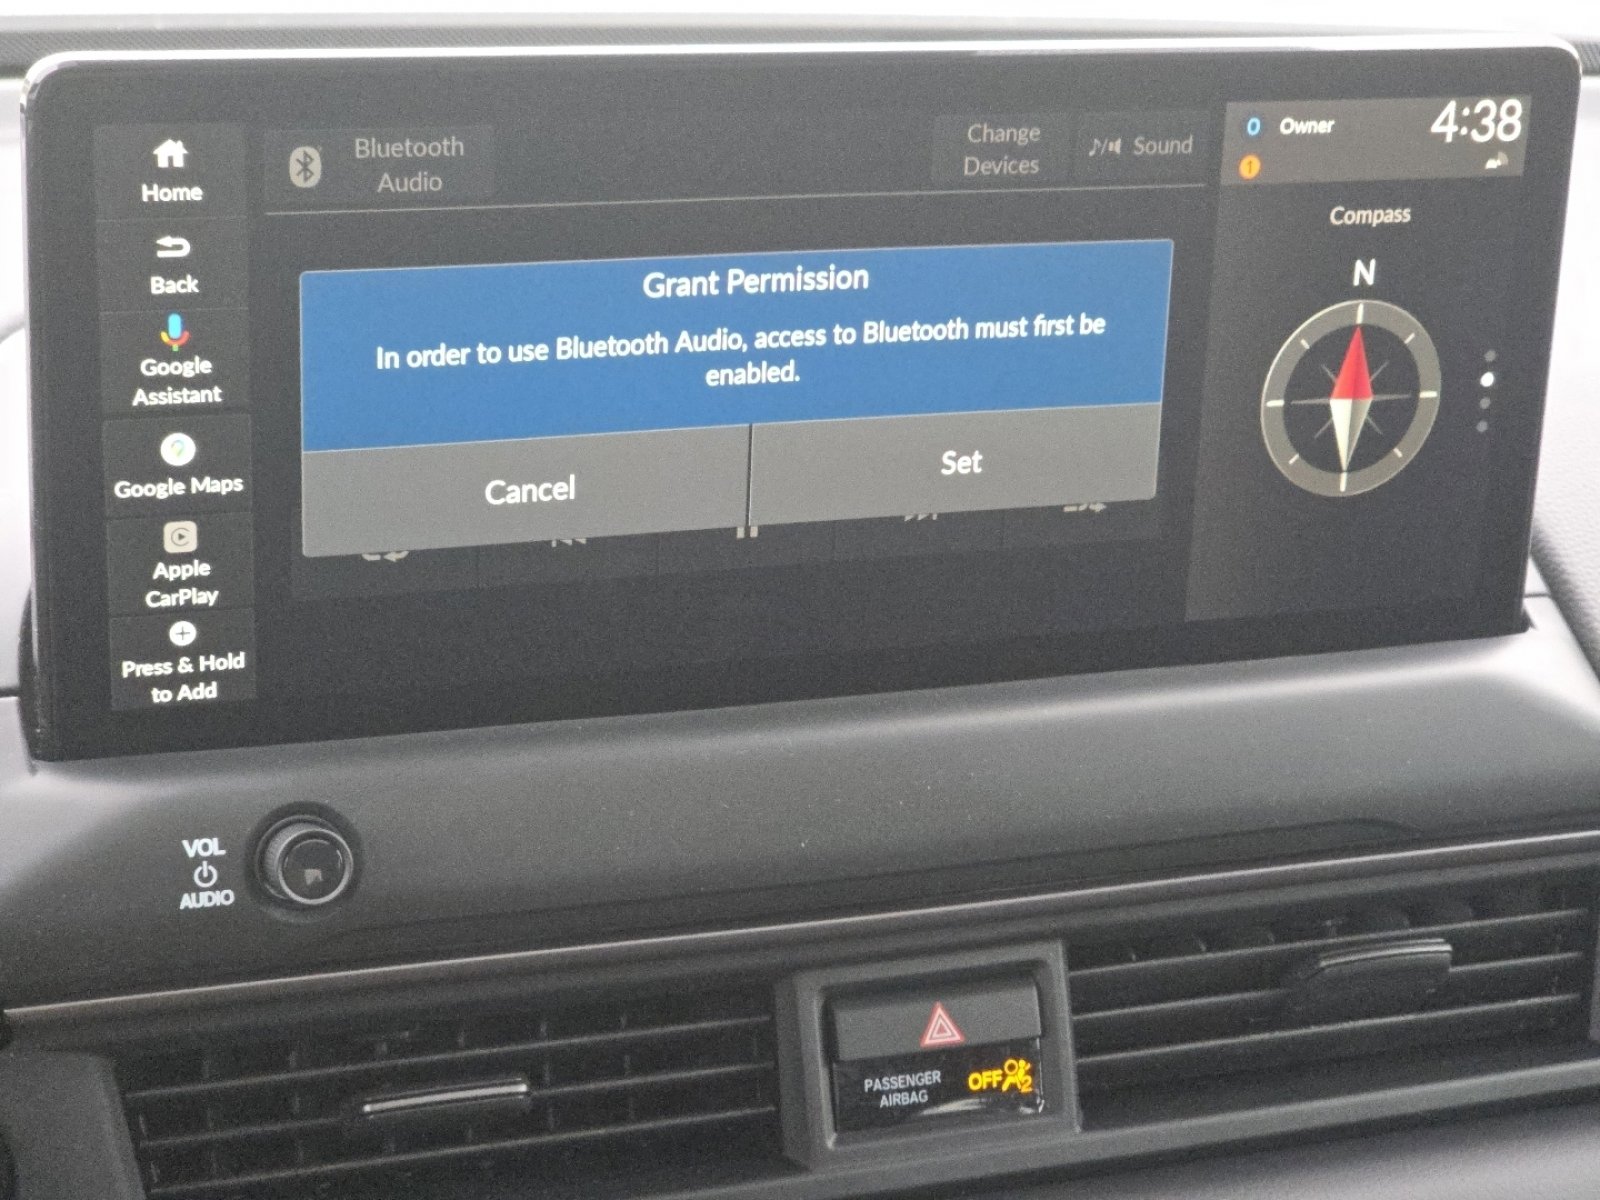 Home
Back
Google
Assistant
Google Maps
Apple
CarPlay
Press & Hold
to Add
Bluetooth
Audio
Change
Devices
Sound
Grant Permission
In order to use Bluetooth Audio, access to Bluetooth must first be
enabled.
Cancel
Set
O Owner
4:38
1
Compass
N
VOL
AUDIO
PASSENGER
AIRBAG
OFF
2